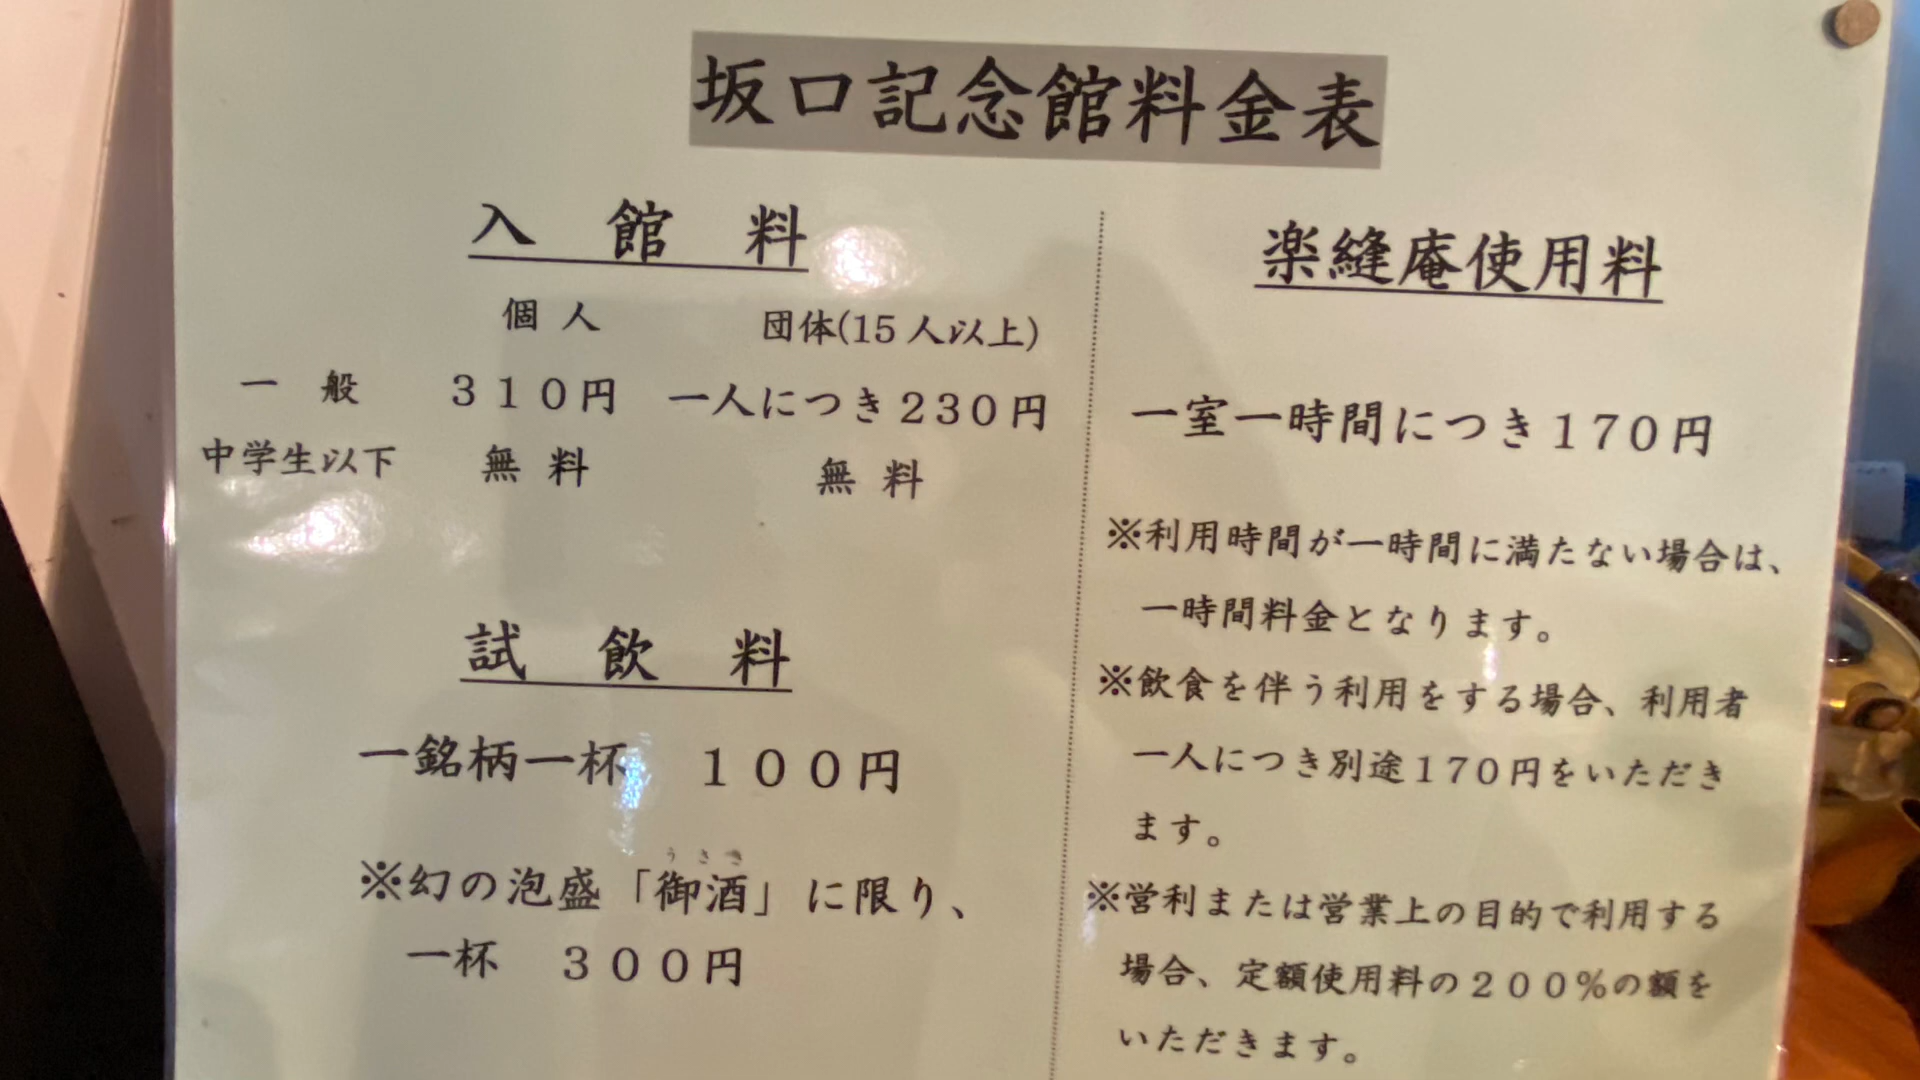 坂口記念館料金表
入 館 料
個 人 団体(15人以上)
一 般 310円 一人につき230円
中学生以下 無 料 無 料
試 飲 料
一銘柄一杯 100円
うさき
※幻の泡盛「御酒」に限り、
一杯 300円
楽縫庵使用料
一室一時間につき170円
※利用時間が一時間に満たない場合は、
一時間料金となります。
※飲食を伴う利用をする場合、利用者
一人につき別途170円をいただき
ます。
※営利または営業上の目的で利用する
場合、定額使用料の200%の額を
いただきます。